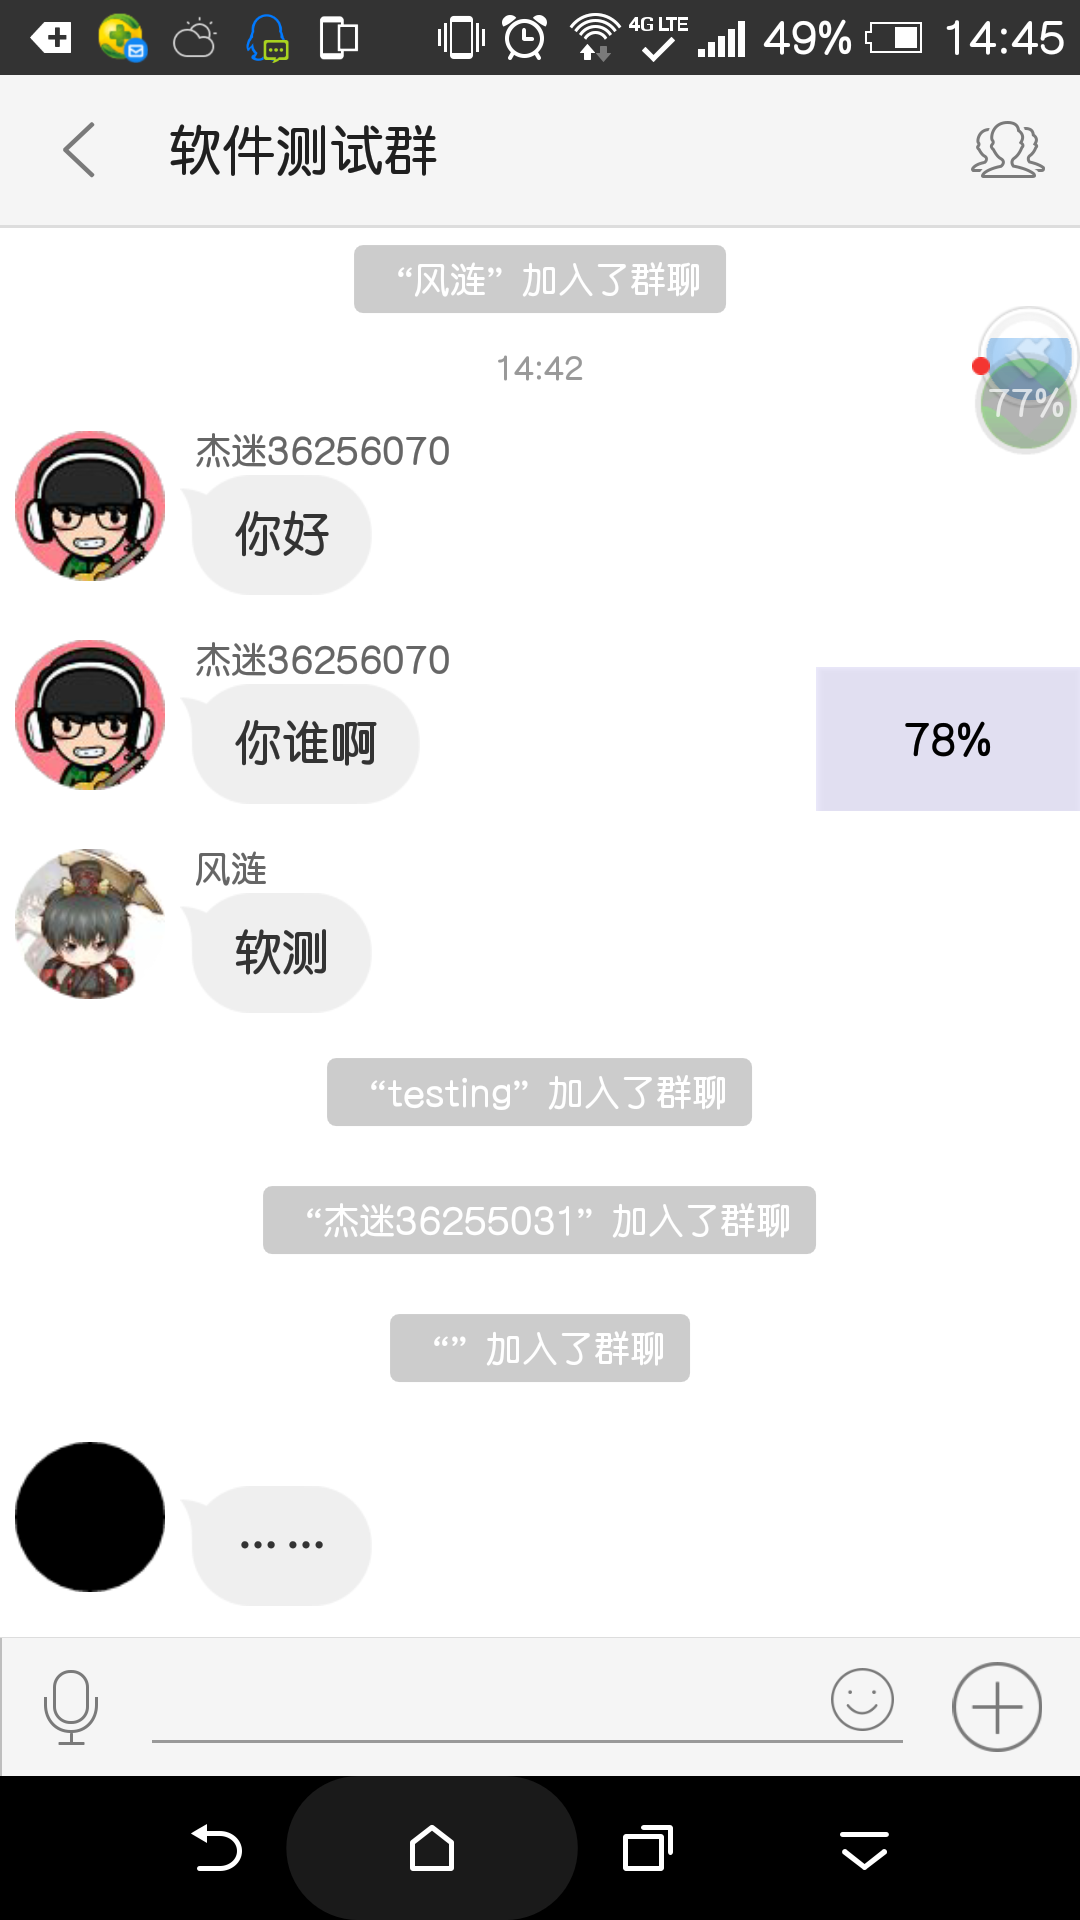 4G LTE 49% 14:45
软件测试群
“风涟”加入了群聊
14:42
77%
杰迷36256070
你好
杰迷36256070
你谁啊
78%
风涟
软测
“testing”加入了群聊
“杰迷36255031”加入了群聊
“”加入了群聊
……